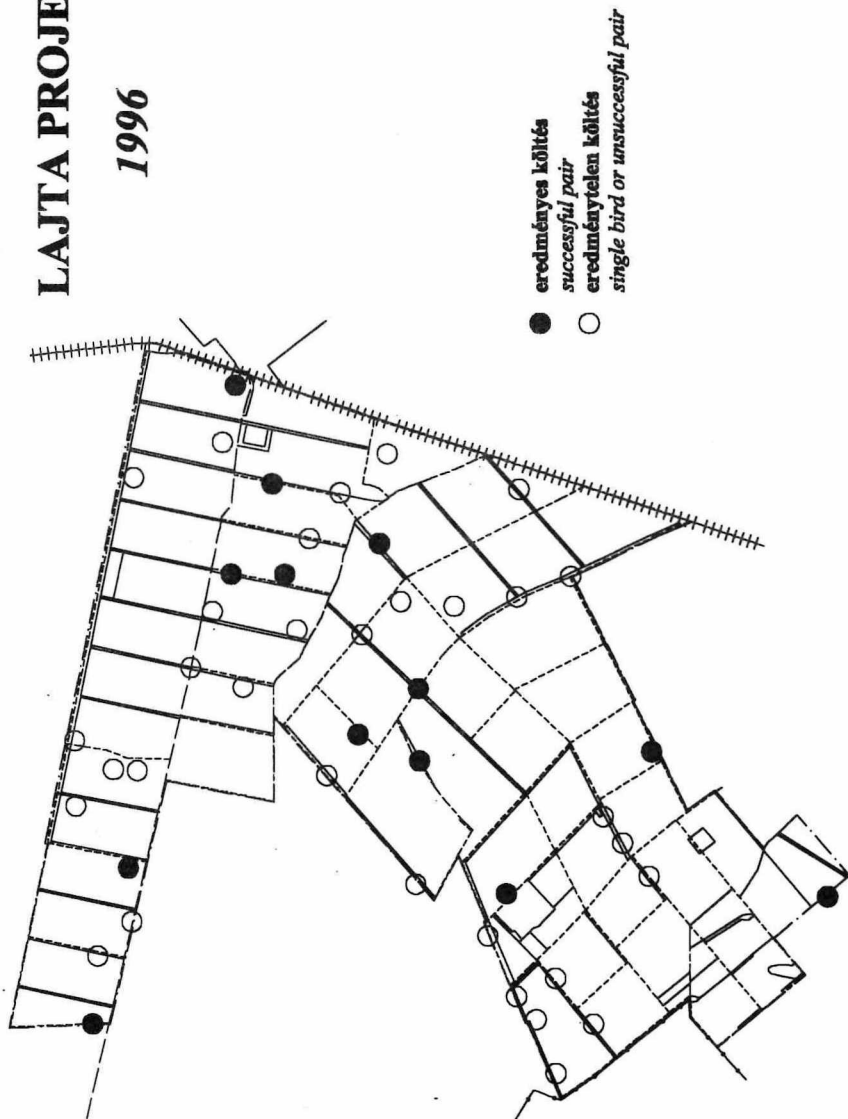 LAJTA PROJE
1996
eredményes költés
successful pair
eredménytelen költés
single bird or unsuccessful pair